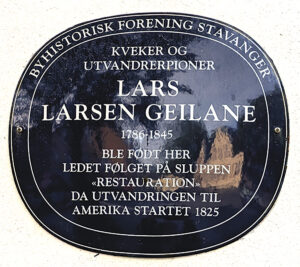 BYHISTORISK FORENING STAVANGER
KVEKER OG
UTVANDRERPIONER
LARS
LARSEN GEILANE
1786-1845
BLE FØDT HER
LEDET FØLGET PÅ SLUPPEN
«RESTAURATION»
DA UTVANDRINGEN TIL
AMERIKA STARTET 1825